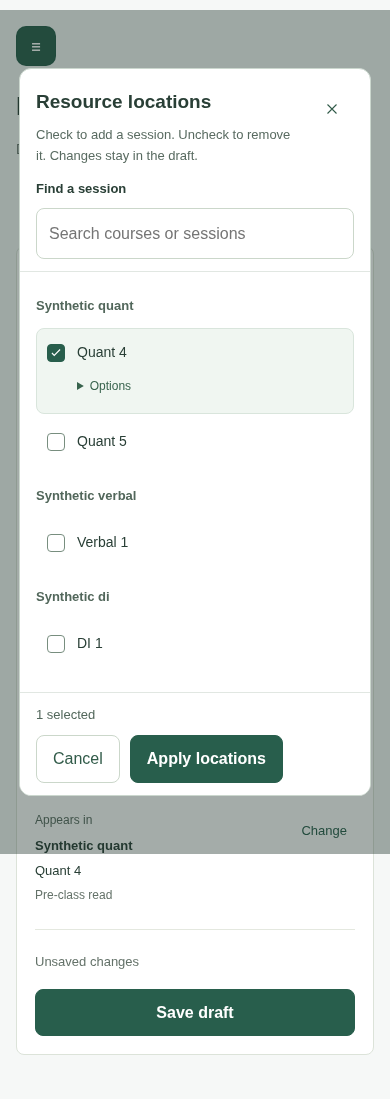 Resource locations
Check to add a session. Uncheck to remove
it. Changes stay in the draft.
Find a session
Search courses or sessions
Synthetic quant
Quant 4
Options
Quant 5
Synthetic verbal
Verbal 1
Synthetic di
DI 1
1 selected
Cancel
Apply locations
Appears in
Change
Synthetic quant
Quant 4
Pre-class read
Unsaved changes
Save draft